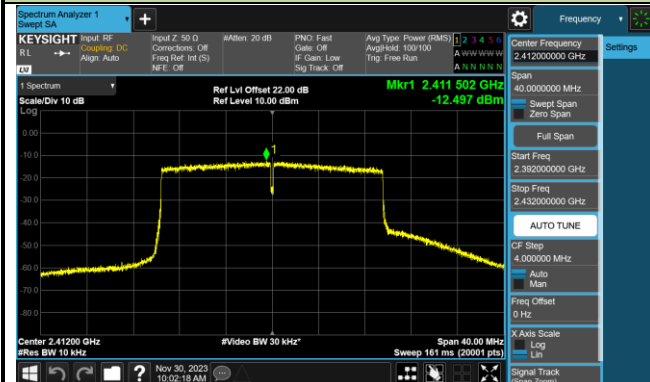 Spectrum Analyzer 1
Swept SA
+
Frequency
KEYSIGHT
RL
Input: RF
Coupling: DC
Align: Auto
Input Z: 50 Ω
Corrections: Off
Freq Ref: Int (S)
NFE: Off
#Atten: 20 dB
PNO: Fast
Gate: Off
IF Gain: Low
Sig Track: Off
Avg Type: Power (RMS)
Avg|Hold: 100/100
Trig: Free Run
1 2 3 4 5 6
A W W W W W
A N N N N N
1 Spectrum
Scale/Div 10 dB
Log
Ref Lvl Offset 22.00 dB
Ref Level 10.00 dBm
Mkr1 2.411 502 GHz
-12.497 dBm
1
0.00
-10.0
-20.0
-30.0
-40.0
-50.0
-60.0
-70.0
-80.0
Center 2.41200 GHz
#Res BW 10 kHz
#Video BW 30 kHz*
Span 40.00 MHz
Sweep 161 ms (20001 pts)
Nov 30, 2023
10:02:18 AM
?
Center Frequency
2.412000000 GHz
Settings
Span
40.0000000 MHz
Swept Span
Zero Span
Full Span
Start Freq
2.392000000 GHz
Stop Freq
2.432000000 GHz
AUTO TUNE
CF Step
4.000000 MHz
Auto
Man
Freq Offset
0 Hz
X Axis Scale
Log
Lin
Signal Track
(Span Zoom)